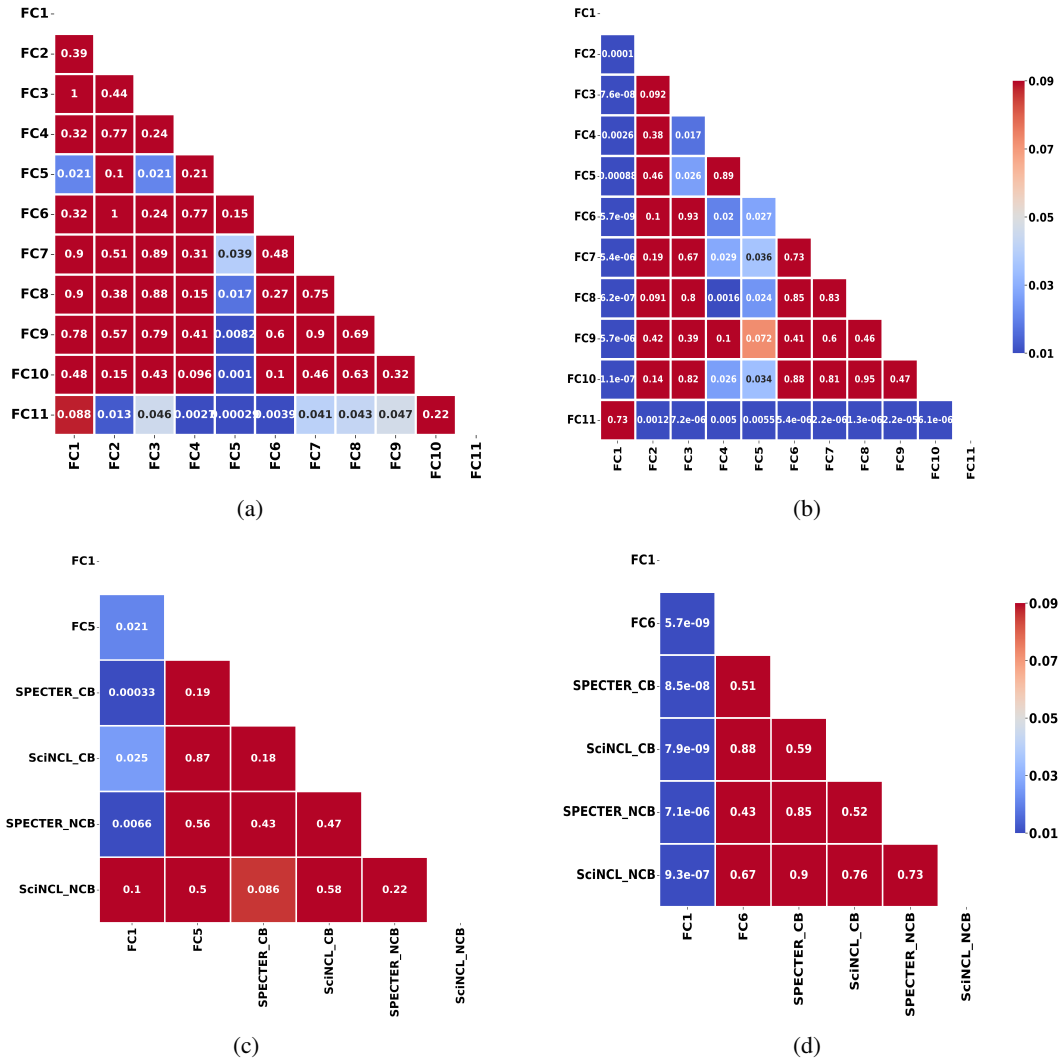 FC1
FC2 0.39
FC3 1 0.44
FC4 0.32 0.77 0.24
FC5 0.021 0.1 0.021 0.21
FC6 0.32 1 0.24 0.77 0.15
FC7 0.9 0.51 0.89 0.31 0.039 0.48
FC8 0.9 0.38 0.88 0.15 0.017 0.27 0.75
FC9 0.78 0.57 0.79 0.41 0.0082 0.6 0.9 0.69
FC10 0.48 0.15 0.43 0.096 0.001 0.1 0.46 0.63 0.32
FC11 0.088 0.013 0.046 0.0027 0.00029 0.0039 0.041 0.043 0.047 0.22
FC1 FC2 FC3 FC4 FC5 FC6 FC7 FC8 FC9 FC10 FC11
(a)
FC1
FC2 0.0001
FC3 7.6e-08 0.092
FC4 0.0026 0.38 0.017
FC5 0.00088 0.46 0.026 0.89
FC6 5.7e-09 0.1 0.93 0.02 0.027
FC7 0.19 0.67 0.029 0.036 0.73
FC8 0.091 0.8 0.0016 0.024 0.85 0.83
FC9 0.42 0.39 0.1 0.072 0.41 0.6 0.46
FC10 1.1e-07 0.14 0.82 0.026 0.034 0.88 0.81 0.95 0.47
FC11 0.73 0.0012 7.2e-06 0.005 0.0055 5.4e-06 2.2e-06 1.3e-06 2.2e-05 6.1e-06
FC1 FC2 FC3 FC4 FC5 FC6 FC7 FC8 FC9 FC10 FC11
0.09
0.07
0.05
0.03
0.01
(b)
FC1
FC5 0.021
SPECTER_CB 0.00033 0.19
SciNCL_CB 0.025 0.87 0.18
SPECTER_NCB 0.0066 0.56 0.43 0.47
SciNCL_NCB 0.1 0.5 0.086 0.58 0.22
FC1 FC5 SPECTER_CB SciNCL_CB SPECTER_NCB SciNCL_NCB
(c)
FC1
FC6 5.7e-09
SPECTER_CB 8.5e-08 0.51
SciNCL_CB 7.9e-09 0.88 0.59
SPECTER_NCB 7.1e-06 0.43 0.85 0.52
SciNCL_NCB 9.3e-07 0.67 0.9 0.76 0.73
FC1 FC6 SPECTER_CB SciNCL_CB SPECTER_NCB SciNCL_NCB
0.09
0.07
0.05
0.03
0.01
(d)